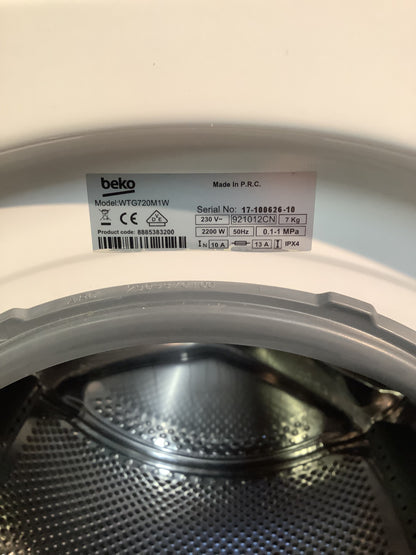 beko
Made In P.R.C.
Model:WTG720M1W
Serial No: 17-100626-10
230 V~ 921012CN 7 Kg
2200 W 50Hz 0.1-1 MPa
Product code: 8885383200
IN 10 A 13 A IPX4